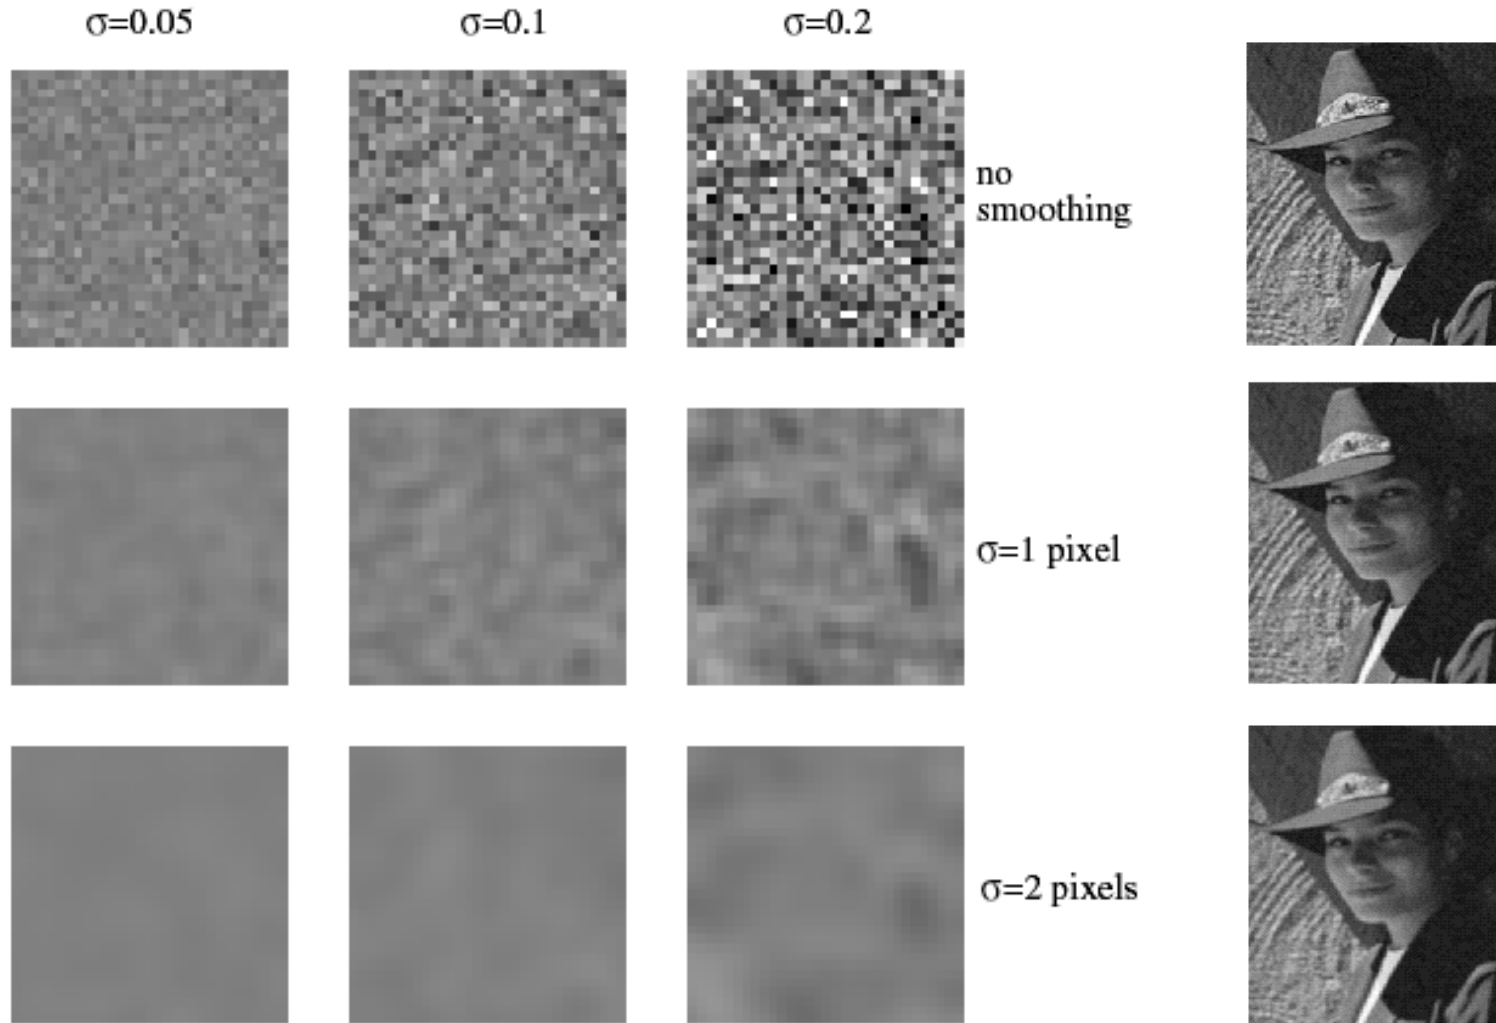 σ=0.05
σ=0.1
σ=0.2
no
smoothing
σ=1 pixel
σ=2 pixels